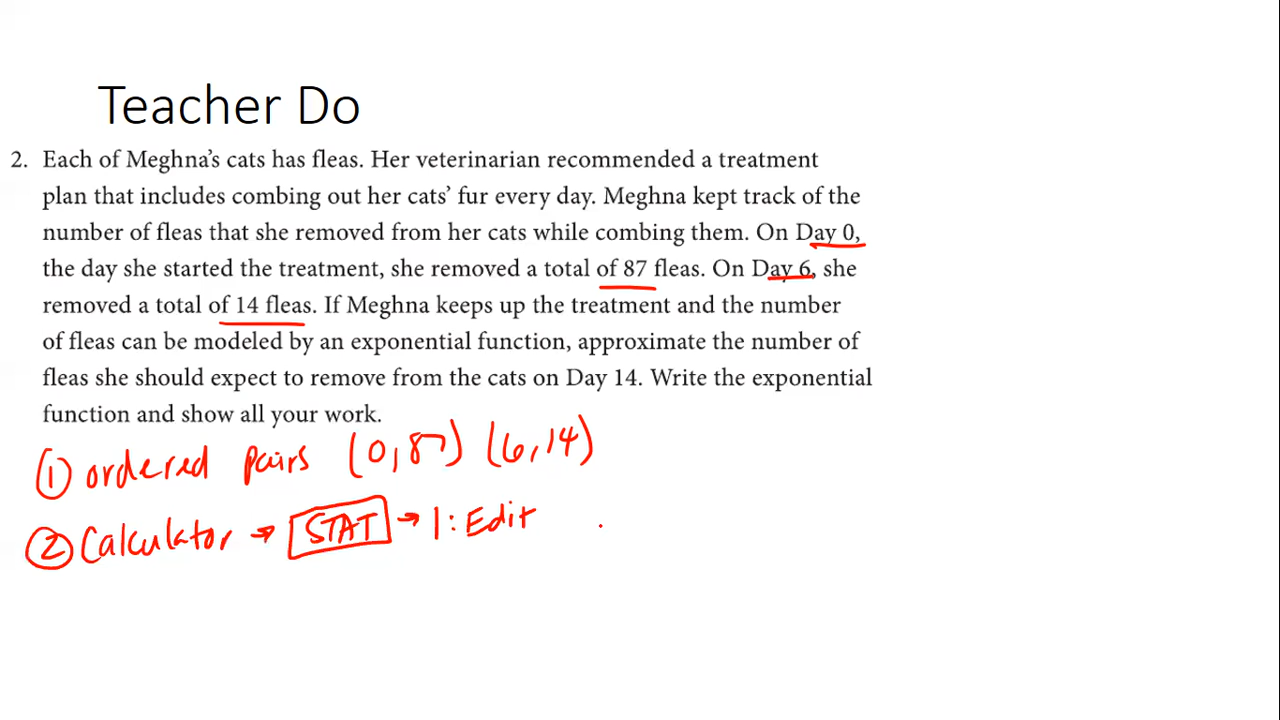 Teacher Do
2. Each of Meghna's cats has fleas. Her veterinarian recommended a treatment
plan that includes combing out her cats' fur every day. Meghna kept track of the
number of fleas that she removed from her cats while combing them. On Day 0,
the day she started the treatment, she removed a total of 87 fleas. On Day 6, she
removed a total of 14 fleas. If Meghna keeps up the treatment and the number
of fleas can be modeled by an exponential function, approximate the number of
fleas she should expect to remove from the cats on Day 14. Write the exponential
function and show all your work.
① ordered pairs (0,87) (6,14)
② Calculator → STAT → 1: Edit